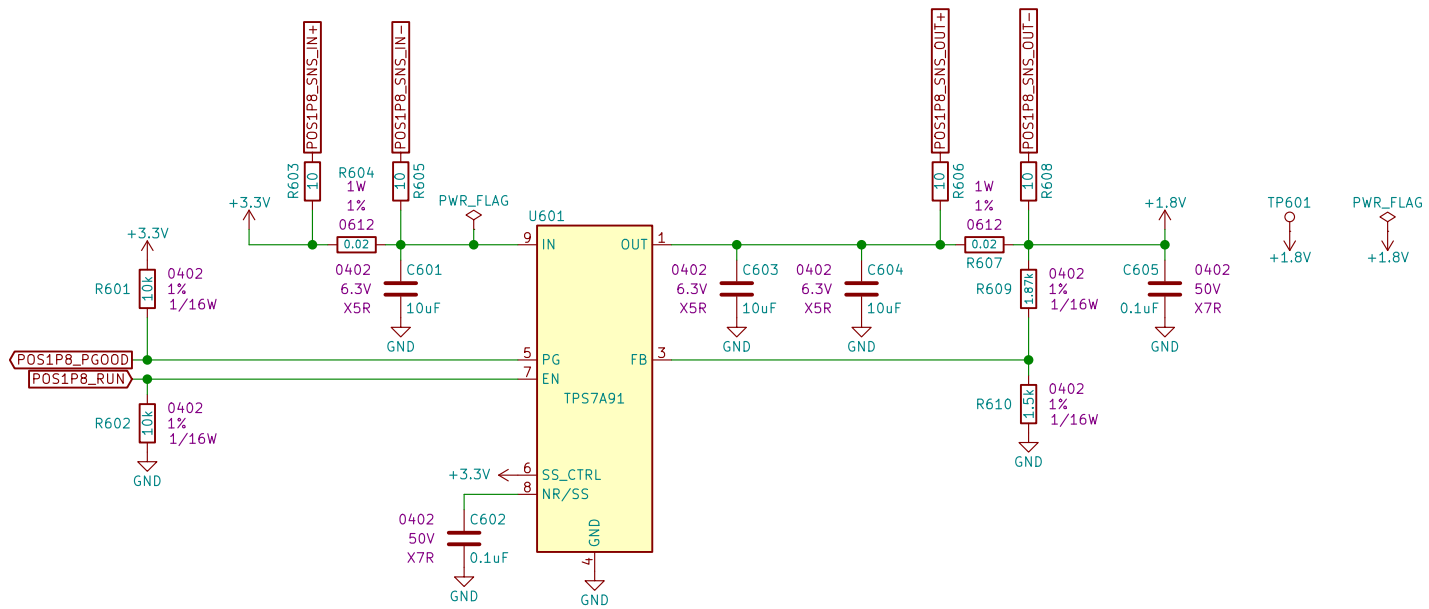 POS1P8_SNS_IN+
POS1P8_SNS_IN-
POS1P8_SNS_OUT+
POS1P8_SNS_OUT-
R603
10
R604
1W
1%
0612
0.02
10
R605
PWR_FLAG
+3.3V
U601
10
R606
1W
1%
0612
0.02
R607
10
R608
+1.8V
TP601
+1.8V
PWR_FLAG
+1.8V
+3.3V
R601
10k
0402
1%
1/16W
0402
6.3V
X5R
C601
10uF
GND
9
IN
OUT
1
0402
6.3V
X5R
C603
10uF
GND
0402
6.3V
X5R
C604
10uF
GND
R609
1.87k
0402
1%
1/16W
C605
0.1uF
0402
50V
X7R
GND
POS1P8_PGOOD
5
PG
FB
3
POS1P8_RUN
7
EN
TPS7A91
R602
10k
0402
1%
1/16W
GND
R610
1.5k
0402
1%
1/16W
GND
+3.3V
6
SS_CTRL
8
NR/SS
0402
50V
X7R
C602
0.1uF
GND
GND
4
GND